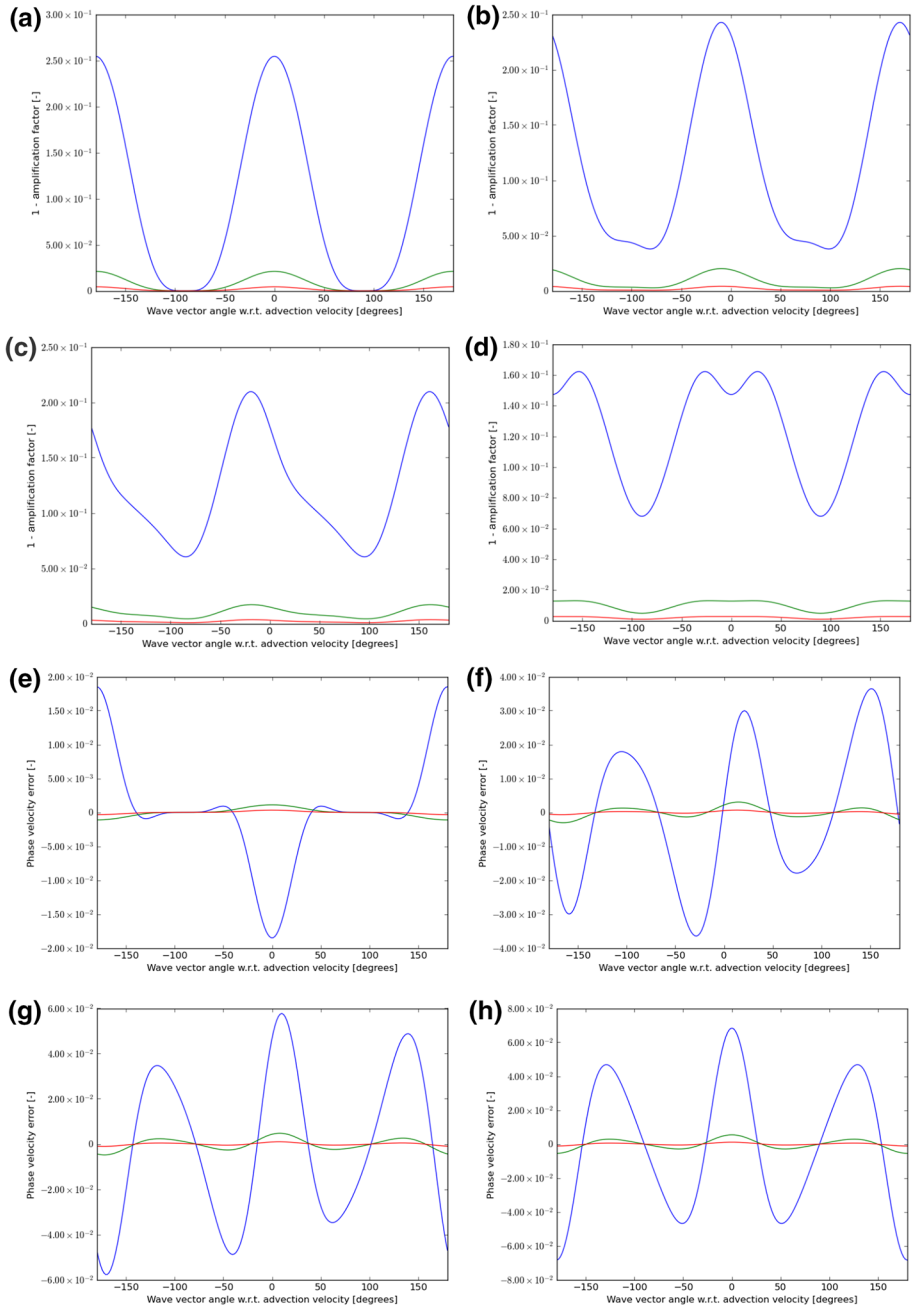 (a)
1 - amplification factor [-]
3.00 × 10⁻¹
2.50 × 10⁻¹
2.00 × 10⁻¹
1.50 × 10⁻¹
1.00 × 10⁻¹
5.00 × 10⁻²
0
−150 −100 −50 0 50 100 150
Wave vector angle w.r.t. advection velocity [degrees]
(b)
1 - amplification factor [-]
2.50 × 10⁻¹
2.00 × 10⁻¹
1.50 × 10⁻¹
1.00 × 10⁻¹
5.00 × 10⁻²
0
−150 −100 −50 0 50 100 150
Wave vector angle w.r.t. advection velocity [degrees]
(c)
1 - amplification factor [-]
2.50 × 10⁻¹
2.00 × 10⁻¹
1.50 × 10⁻¹
1.00 × 10⁻¹
5.00 × 10⁻²
0
−150 −100 −50 0 50 100 150
Wave vector angle w.r.t. advection velocity [degrees]
(d)
1 - amplification factor [-]
1.80 × 10⁻¹
1.60 × 10⁻¹
1.40 × 10⁻¹
1.20 × 10⁻¹
1.00 × 10⁻¹
8.00 × 10⁻²
6.00 × 10⁻²
4.00 × 10⁻²
2.00 × 10⁻²
0
−150 −100 −50 0 50 100 150
Wave vector angle w.r.t. advection velocity [degrees]
(e)
Phase velocity error [-]
2.00 × 10⁻²
1.50 × 10⁻²
1.00 × 10⁻²
5.00 × 10⁻³
0
−5.00 × 10⁻³
−1.00 × 10⁻²
−1.50 × 10⁻²
−2.00 × 10⁻²
−150 −100 −50 0 50 100 150
Wave vector angle w.r.t. advection velocity [degrees]
(f)
Phase velocity error [-]
4.00 × 10⁻²
3.00 × 10⁻²
2.00 × 10⁻²
1.00 × 10⁻²
0
−1.00 × 10⁻²
−2.00 × 10⁻²
−3.00 × 10⁻²
−4.00 × 10⁻²
−150 −100 −50 0 50 100 150
Wave vector angle w.r.t. advection velocity [degrees]
(g)
Phase velocity error [-]
6.00 × 10⁻²
4.00 × 10⁻²
2.00 × 10⁻²
0
−2.00 × 10⁻²
−4.00 × 10⁻²
−6.00 × 10⁻²
−150 −100 −50 0 50 100 150
Wave vector angle w.r.t. advection velocity [degrees]
(h)
Phase velocity error [-]
8.00 × 10⁻²
6.00 × 10⁻²
4.00 × 10⁻²
2.00 × 10⁻²
0
−2.00 × 10⁻²
−4.00 × 10⁻²
−6.00 × 10⁻²
−8.00 × 10⁻²
−150 −100 −50 0 50 100 150
Wave vector angle w.r.t. advection velocity [degrees]